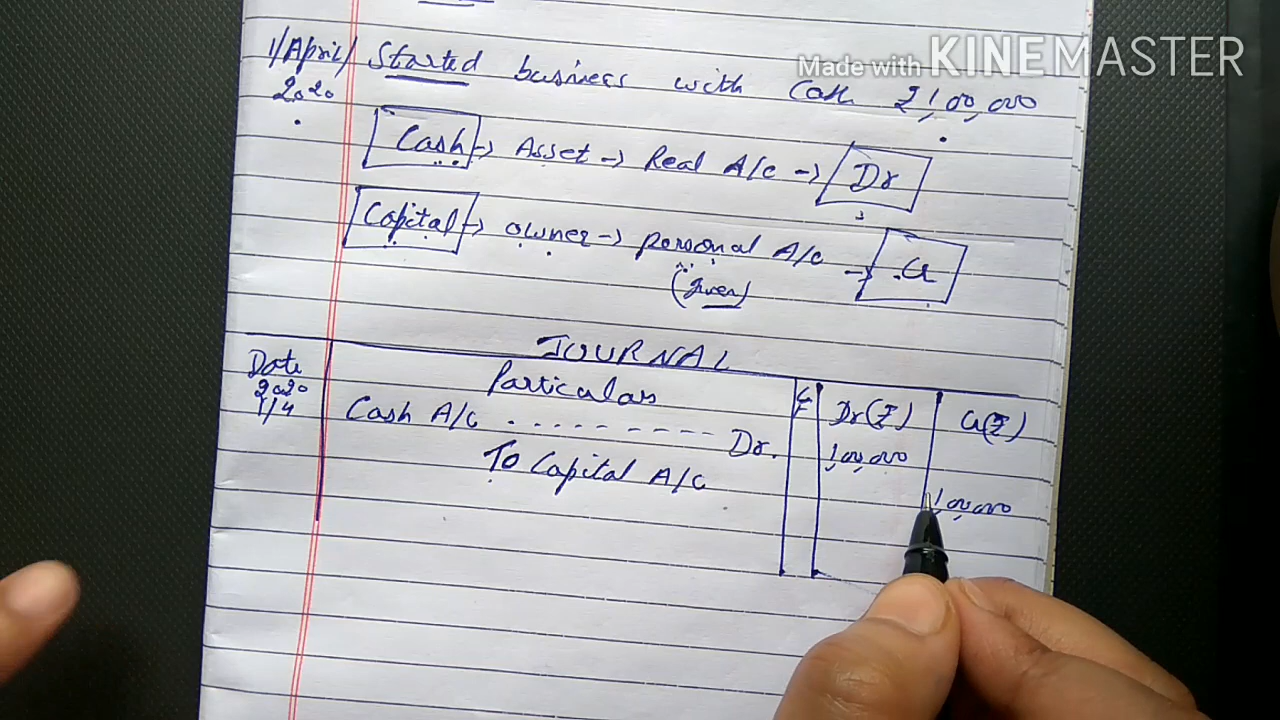 Made with KINEMASTER
1/April/ Started business with Cash ₹ 1,00,000
2020
Cash → Asset → Real A/c → Dr
Capital → owner → personal A/c → Cr
(giver)
JOURNAL
Date Particulars L F Dr(₹) Cr(₹)
2020
1/4 Cash A/c .......... Dr. 1,00,000
To Capital A/c 1,00,000